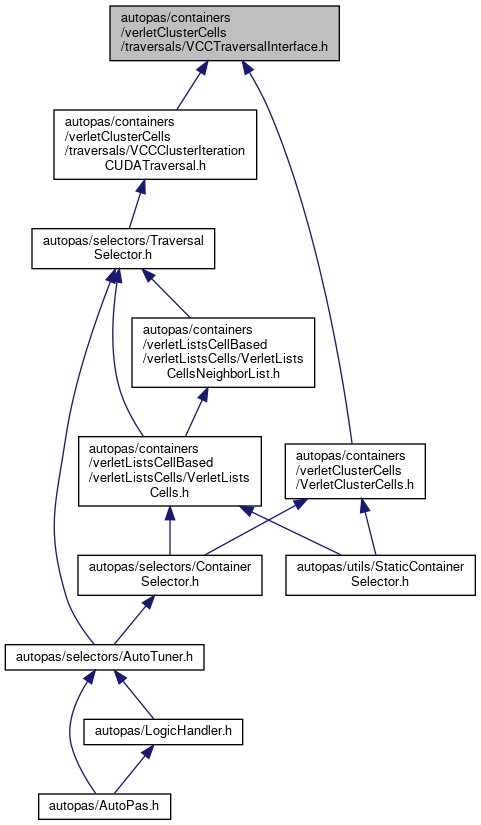 autopas/containers
/verletClusterCells
/traversals/VCCTraversalInterface.h
autopas/containers
/verletClusterCells
/traversals/VCCClusterIteration
CUDATraversal.h
autopas/selectors/Traversal
Selector.h
autopas/containers
/verletListsCellBased
/verletListsCells/VerletLists
CellsNeighborList.h
autopas/containers
/verletListsCellBased
/verletListsCells/VerletLists
Cells.h
autopas/containers
/verletClusterCells
/VerletClusterCells.h
autopas/selectors/Container
Selector.h
autopas/utils/StaticContainer
Selector.h
autopas/selectors/AutoTuner.h
autopas/LogicHandler.h
autopas/AutoPas.h